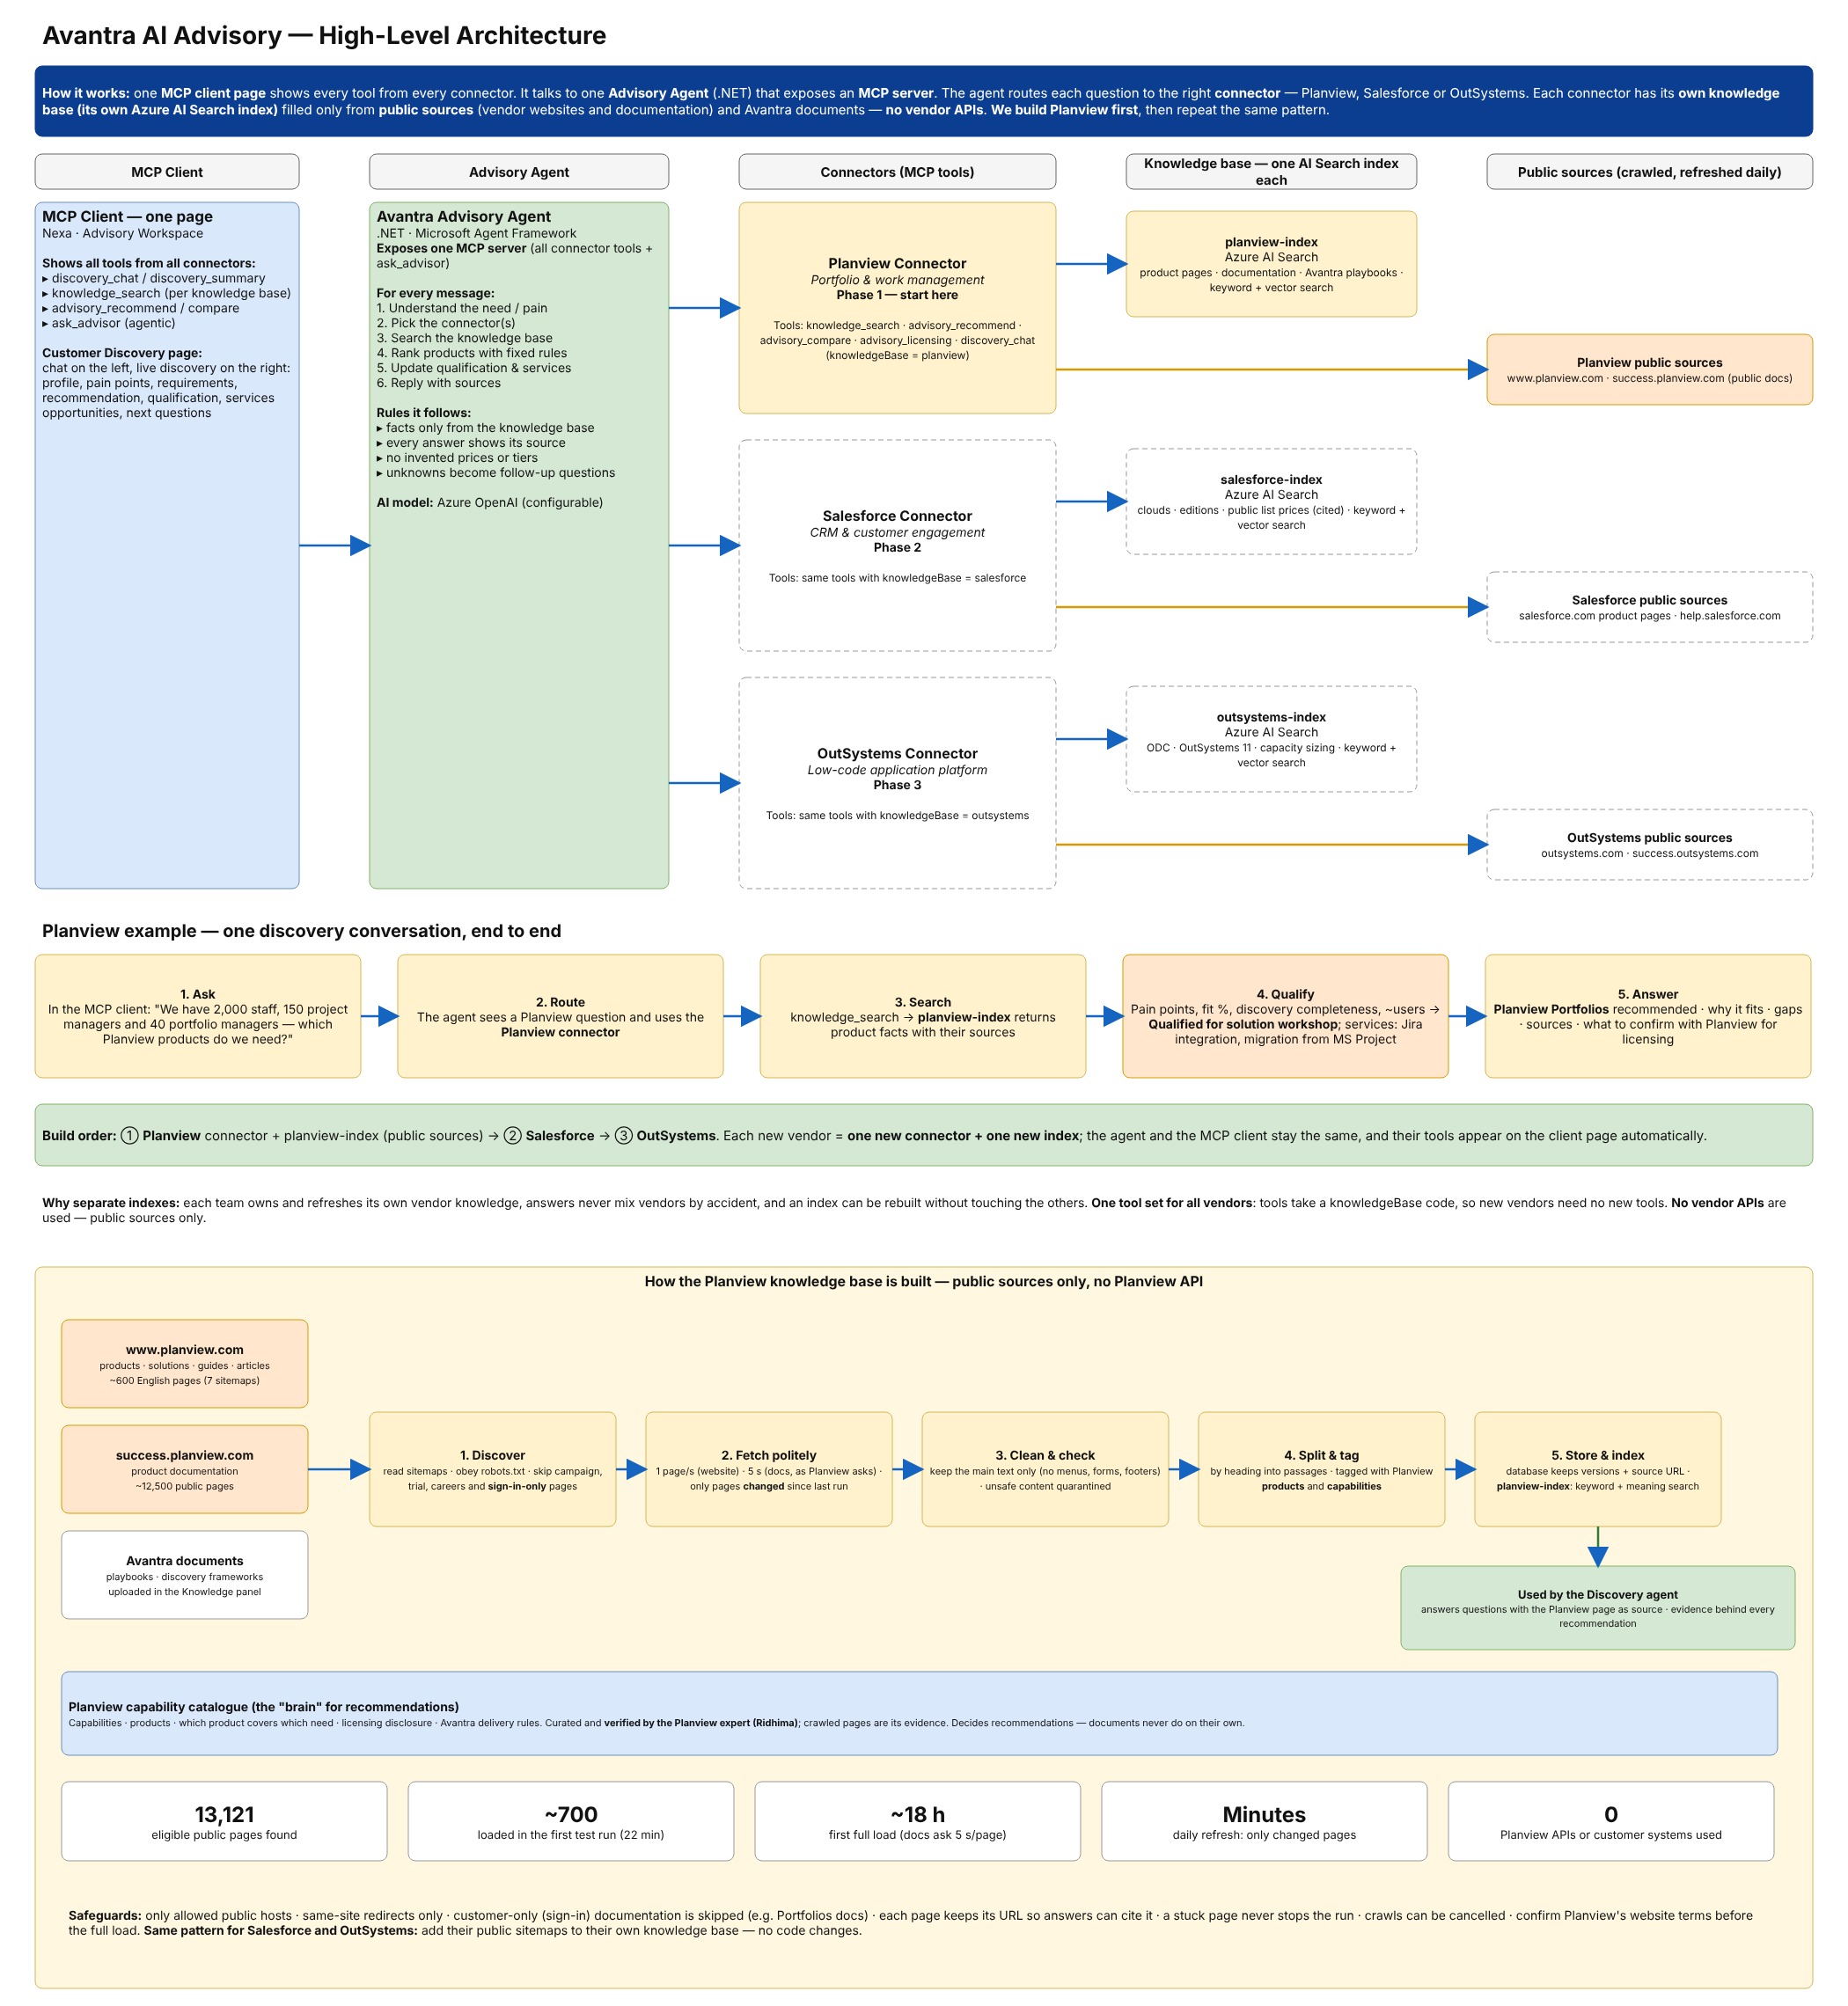 Avantra AI Advisory — High-Level Architecture
How it works: one MCP client page shows every tool from every connector. It talks to one Advisory Agent (.NET) that exposes an MCP server. The agent routes each question to the right connector — Planview, Salesforce or OutSystems. Each connector has its own knowledge
base (its own Azure AI Search index) filled only from public sources (vendor websites and documentation) and Avantra documents — no vendor APIs. We build Planview first, then repeat the same pattern.
MCP Client
Advisory Agent
Connectors (MCP tools)
Knowledge base — one AI Search index
each
Public sources (crawled, refreshed daily)
MCP Client — one page
Nexa · Advisory Workspace
Shows all tools from all connectors:
▸ discovery_chat / discovery_summary
▸ knowledge_search (per knowledge base)
▸ advisory_recommend / compare
▸ ask_advisor (agentic)
Customer Discovery page:
chat on the left, live discovery on the right:
profile, pain points, requirements,
recommendation, qualification, services
opportunities, next questions
Avantra Advisory Agent
.NET · Microsoft Agent Framework
Exposes one MCP server (all connector tools +
ask_advisor)
For every message:
1. Understand the need / pain
2. Pick the connector(s)
3. Search the knowledge base
4. Rank products with fixed rules
5. Update qualification & services
6. Reply with sources
Rules it follows:
▸ facts only from the knowledge base
▸ every answer shows its source
▸ no invented prices or tiers
▸ unknowns become follow-up questions
AI model: Azure OpenAI (configurable)
Planview Connector
Portfolio & work management
Phase 1 — start here
Tools: knowledge_search · advisory_recommend ·
advisory_compare · advisory_licensing · discovery_chat
(knowledgeBase = planview)
planview-index
Azure AI Search
product pages · documentation · Avantra playbooks ·
keyword + vector search
Planview public sources
www.planview.com · success.planview.com (public docs)
Salesforce Connector
CRM & customer engagement
Phase 2
Tools: same tools with knowledgeBase = salesforce
salesforce-index
Azure AI Search
clouds · editions · public list prices (cited) · keyword +
vector search
Salesforce public sources
salesforce.com product pages · help.salesforce.com
OutSystems Connector
Low-code application platform
Phase 3
Tools: same tools with knowledgeBase = outsystems
outsystems-index
Azure AI Search
ODC · OutSystems 11 · capacity sizing · keyword +
vector search
OutSystems public sources
outsystems.com · success.outsystems.com
Planview example — one discovery conversation, end to end
1. Ask
In the MCP client: "We have 2,000 staff, 150 project
managers and 40 portfolio managers — which
Planview products do we need?"
2. Route
The agent sees a Planview question and uses the
Planview connector
3. Search
knowledge_search → planview-index returns
product facts with their sources
4. Qualify
Pain points, fit %, discovery completeness, ~users →
Qualified for solution workshop; services: Jira
integration, migration from MS Project
5. Answer
Planview Portfolios recommended · why it fits · gaps
· sources · what to confirm with Planview for
licensing
Build order: ① Planview connector + planview-index (public sources) → ② Salesforce → ③ OutSystems. Each new vendor = one new connector + one new index; the agent and the MCP client stay the same, and their tools appear on the client page automatically.
Why separate indexes: each team owns and refreshes its own vendor knowledge, answers never mix vendors by accident, and an index can be rebuilt without touching the others. One tool set for all vendors: tools take a knowledgeBase code, so new vendors need no new tools. No vendor APIs are
used — public sources only.
How the Planview knowledge base is built — public sources only, no Planview API
www.planview.com
products · solutions · guides · articles
~600 English pages (7 sitemaps)
success.planview.com
product documentation
~12,500 public pages
Avantra documents
playbooks · discovery frameworks
uploaded in the Knowledge panel
1. Discover
read sitemaps · obey robots.txt · skip campaign,
trial, careers and sign-in-only pages
2. Fetch politely
1 page/s (website) · 5 s (docs, as Planview asks) ·
only pages changed since last run
3. Clean & check
keep the main text only (no menus, forms, footers)
· unsafe content quarantined
4. Split & tag
by heading into passages · tagged with Planview
products and capabilities
5. Store & index
database keeps versions + source URL ·
planview-index: keyword + meaning search
Used by the Discovery agent
answers questions with the Planview page as source · evidence behind every
recommendation
Planview capability catalogue (the "brain" for recommendations)
Capabilities · products · which product covers which need · licensing disclosure · Avantra delivery rules. Curated and verified by the Planview expert (Ridhima); crawled pages are its evidence. Decides recommendations — documents never do on their own.
13,121
eligible public pages found
~700
loaded in the first test run (22 min)
~18 h
first full load (docs ask 5 s/page)
Minutes
daily refresh: only changed pages
0
Planview APIs or customer systems used
Safeguards: only allowed public hosts · same-site redirects only · customer-only (sign-in) documentation is skipped (e.g. Portfolios docs) · each page keeps its URL so answers can cite it · a stuck page never stops the run · crawls can be cancelled · confirm Planview's website terms before
the full load. Same pattern for Salesforce and OutSystems: add their public sitemaps to their own knowledge base — no code changes.